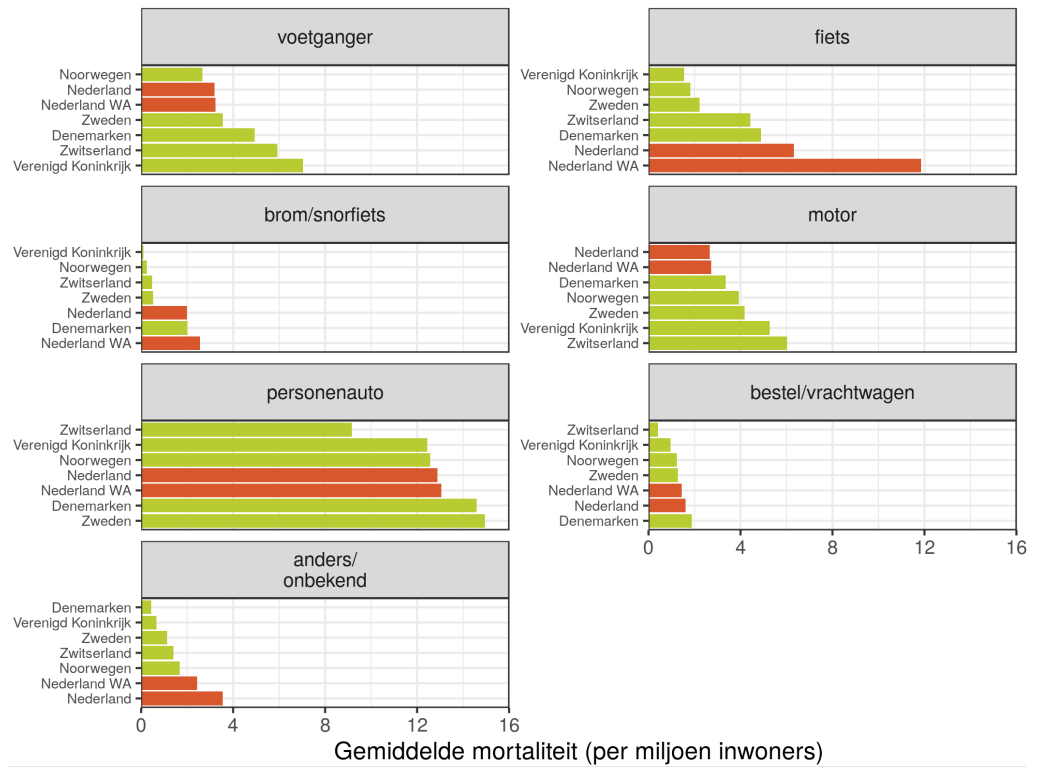 voetganger
Noorwegen
Nederland
Nederland WA
Zweden
Denemarken
Zwitserland
Verenigd Koninkrijk
fiets
Verenigd Koninkrijk
Noorwegen
Zweden
Zwitserland
Denemarken
Nederland
Nederland WA
brom/snorfiets
Verenigd Koninkrijk
Noorwegen
Zwitserland
Zweden
Nederland
Denemarken
Nederland WA
motor
Nederland
Nederland WA
Denemarken
Noorwegen
Zweden
Verenigd Koninkrijk
Zwitserland
personenauto
Zwitserland
Verenigd Koninkrijk
Noorwegen
Nederland
Nederland WA
Denemarken
Zweden
bestel/vrachtwagen
Zwitserland
Verenigd Koninkrijk
Noorwegen
Zweden
Nederland WA
Nederland
Denemarken
0 4 8 12 16
anders/
onbekend
Denemarken
Verenigd Koninkrijk
Zweden
Zwitserland
Noorwegen
Nederland WA
Nederland
0 4 8 12 16
Gemiddelde mortaliteit (per miljoen inwoners)